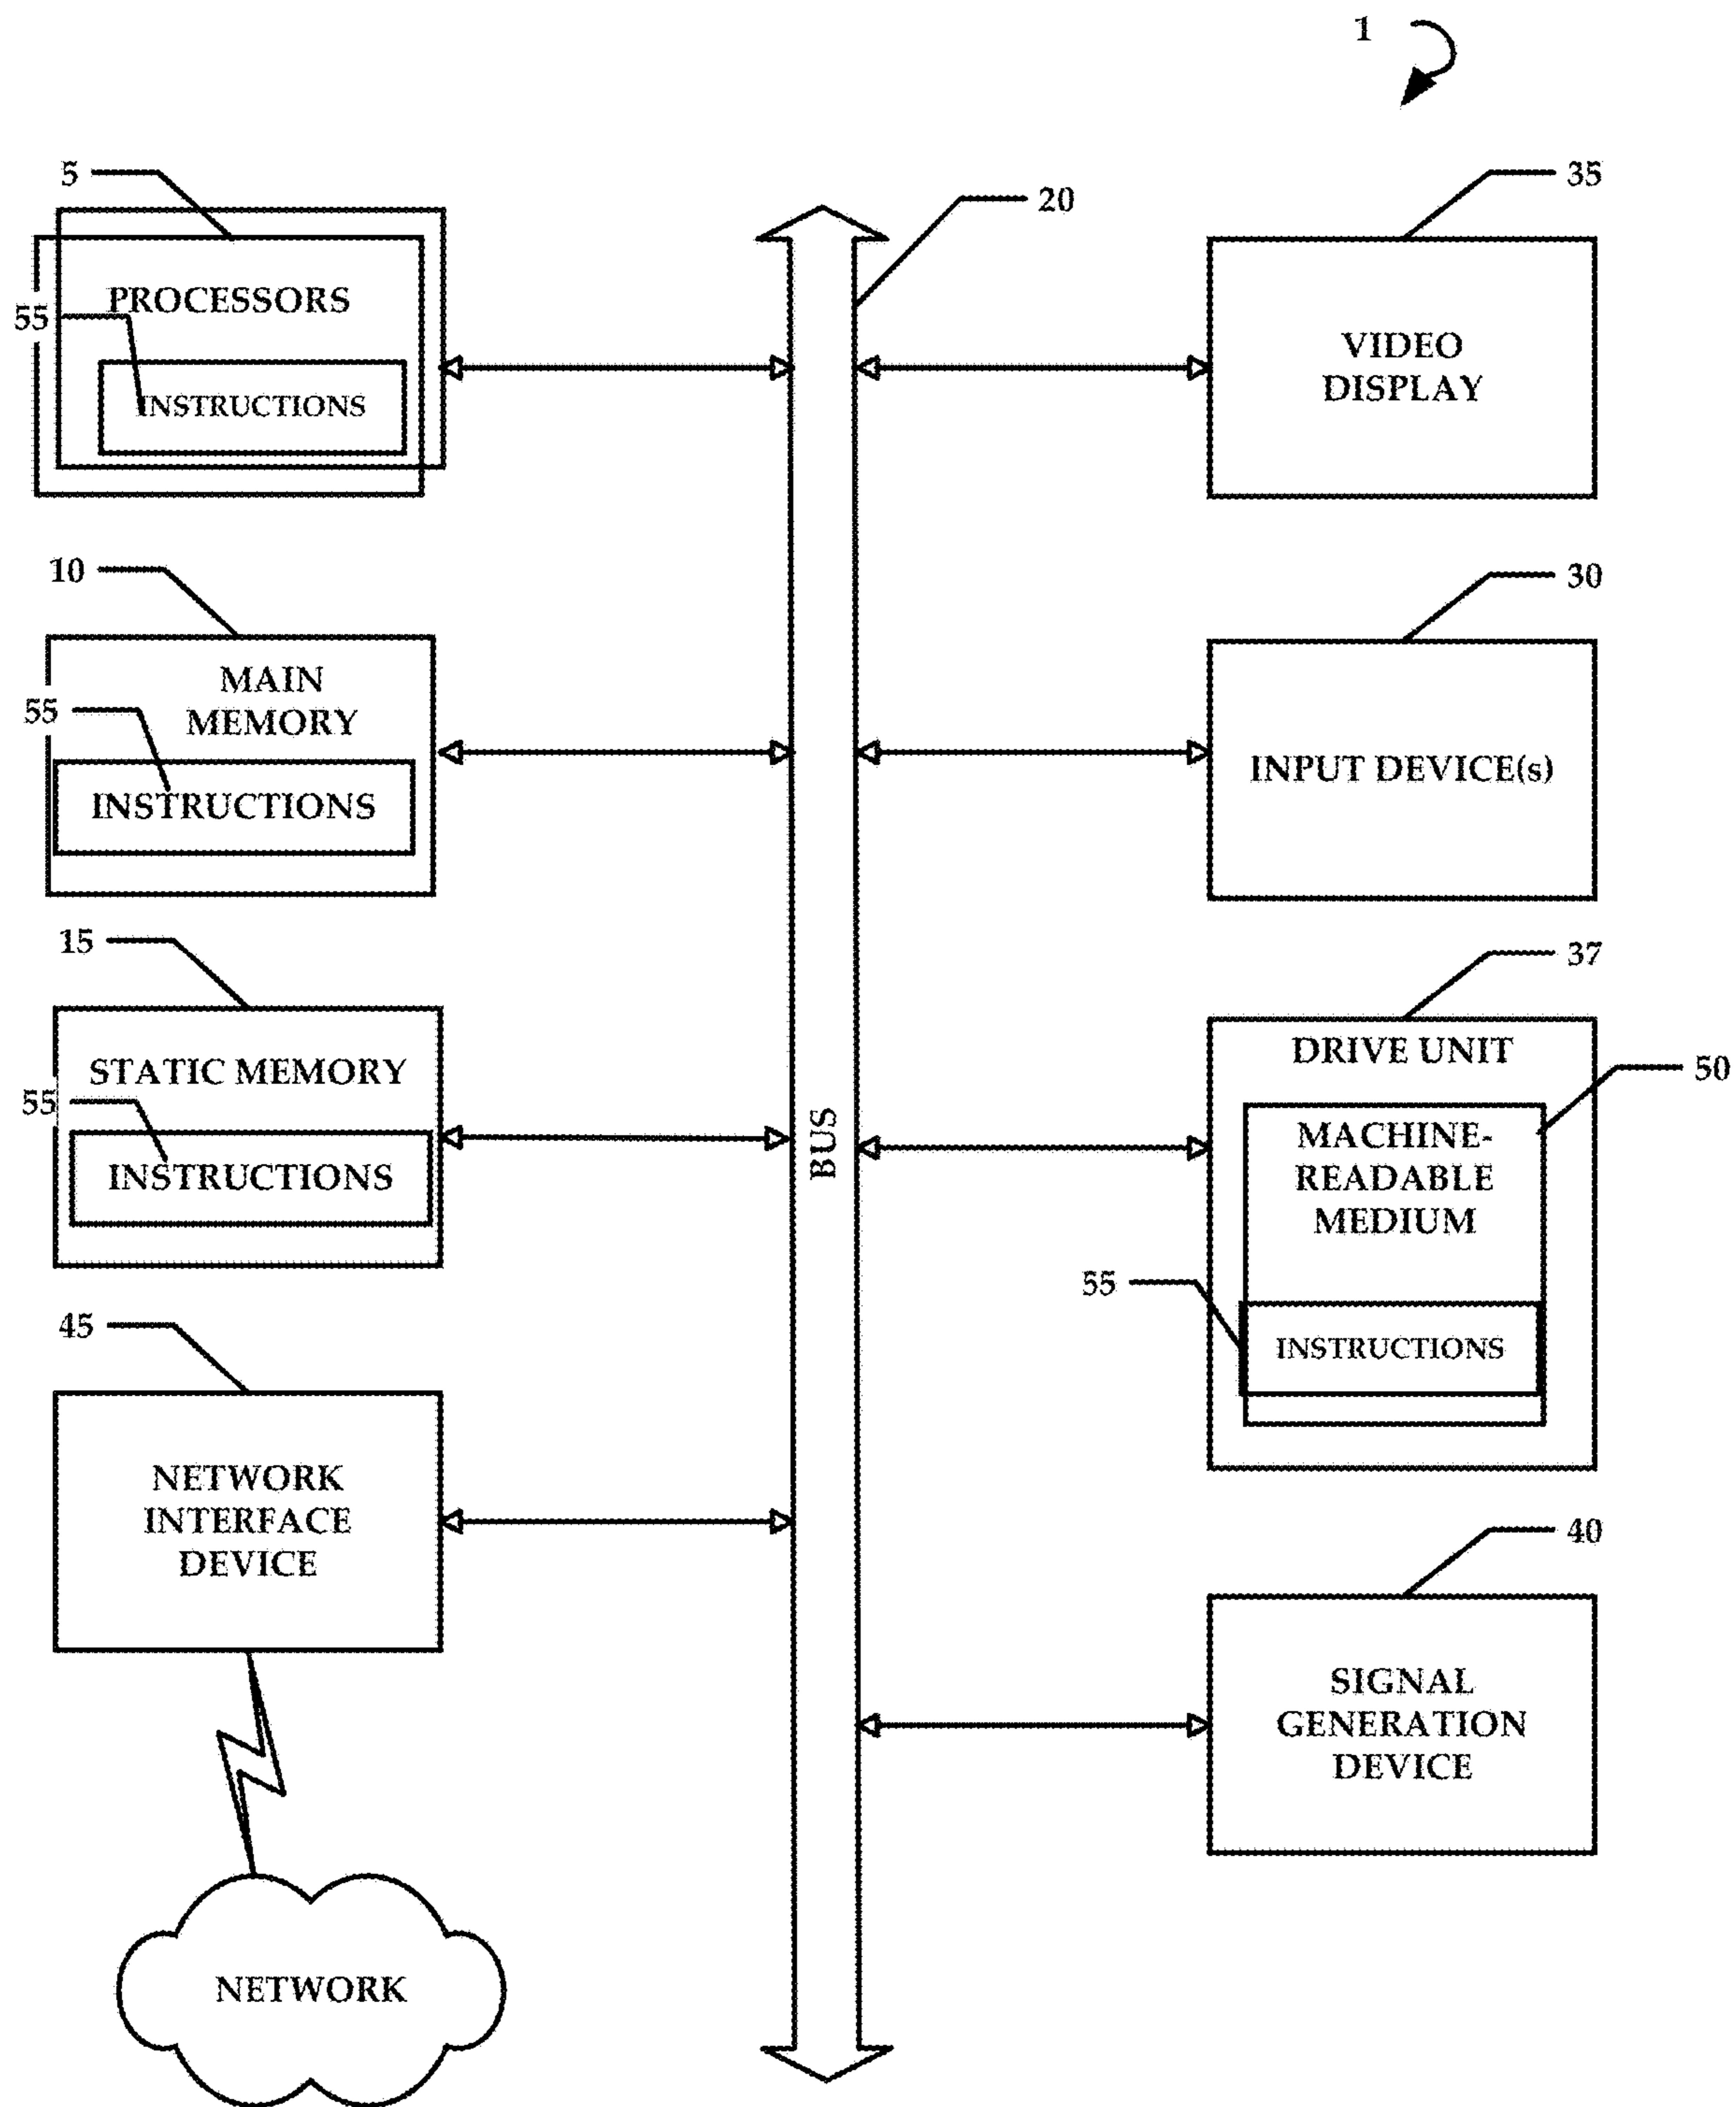 1
5
PROCESSORS
55
INSTRUCTIONS
10
MAIN
MEMORY
55
INSTRUCTIONS
15
STATIC MEMORY
55
INSTRUCTIONS
45
NETWORK
INTERFACE
DEVICE
NETWORK
20
BUS
35
VIDEO
DISPLAY
30
INPUT DEVICE(s)
37
DRIVE UNIT
50
MACHINE-
READABLE
MEDIUM
55
INSTRUCTIONS
40
SIGNAL
GENERATION
DEVICE